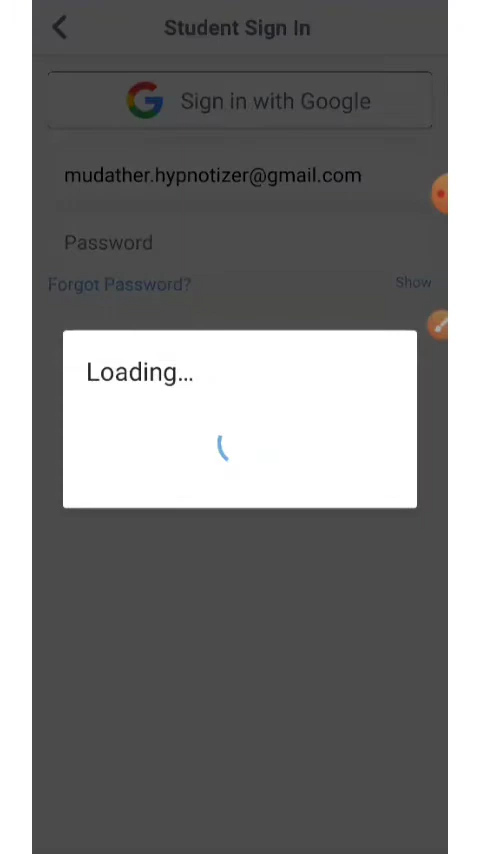 Student Sign In
Sign in with Google
mudather.hypnotizer@gmail.com
Password
Forgot Password?
Show
Loading...